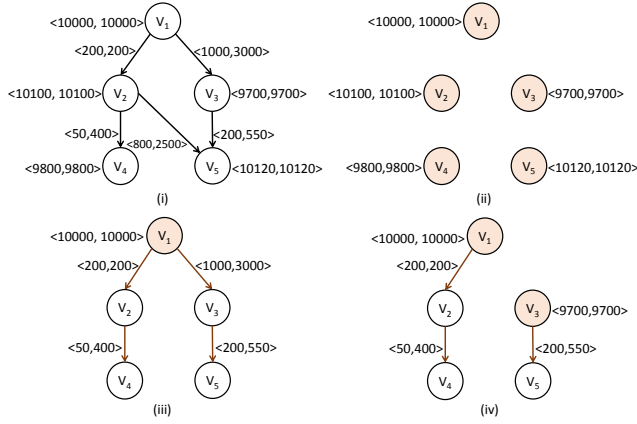 V1
<10000, 10000>
<200,200>
<1000,3000>
V2
<10100, 10100>
V3
<9700,9700>
<50,400>
<800,2500>
<200,550>
V4
<9800,9800>
V5
<10120,10120>
(i)
V1
<10000, 10000>
V2
<10100, 10100>
V3
<9700,9700>
V4
<9800,9800>
V5
<10120,10120>
(ii)
V1
<10000, 10000>
<200,200>
<1000,3000>
V2
V3
<50,400>
<200,550>
V4
V5
(iii)
V1
<10000, 10000>
<200,200>
V2
V3
<9700,9700>
<50,400>
<200,550>
V4
V5
(iv)